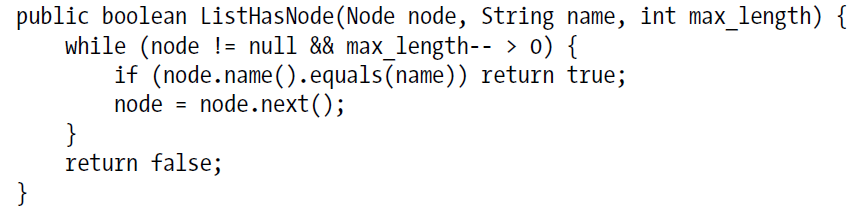 public boolean ListHasNode(Node node, String name, int max_length) {
    while (node != null && max_length-- > 0) {
        if (node.name().equals(name)) return true;
        node = node.next();
    }
    return false;
}